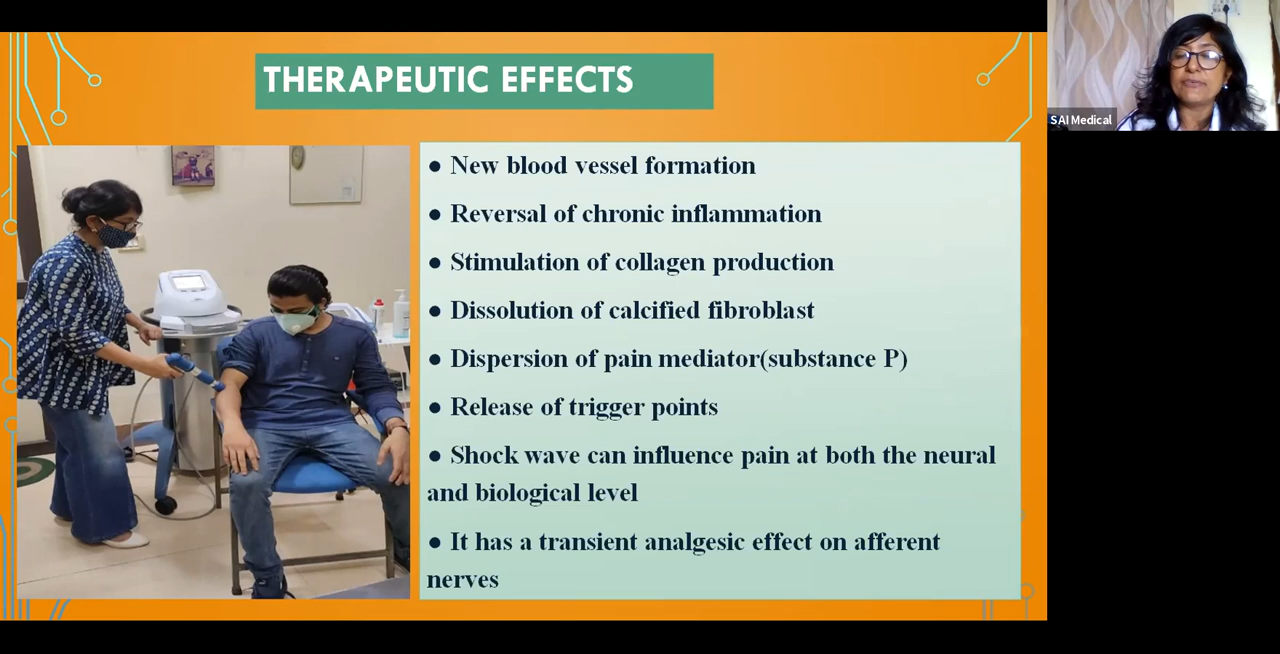 THERAPEUTIC EFFECTS
SAI Medical
● New blood vessel formation
● Reversal of chronic inflammation
● Stimulation of collagen production
● Dissolution of calcified fibroblast
● Dispersion of pain mediator(substance P)
● Release of trigger points
● Shock wave can influence pain at both the neural
and biological level
● It has a transient analgesic effect on afferent
nerves